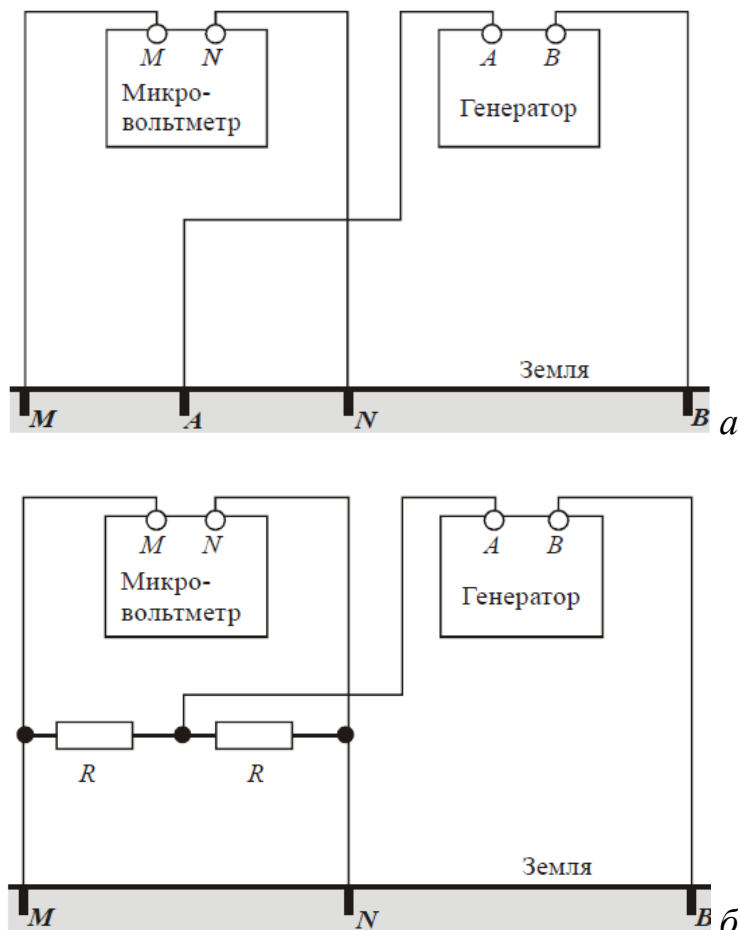 M N
Микро-
вольтметр
A B
Генератор
Земля
M A N B а
M N
Микро-
вольтметр
A B
Генератор
R R
Земля
M N B б